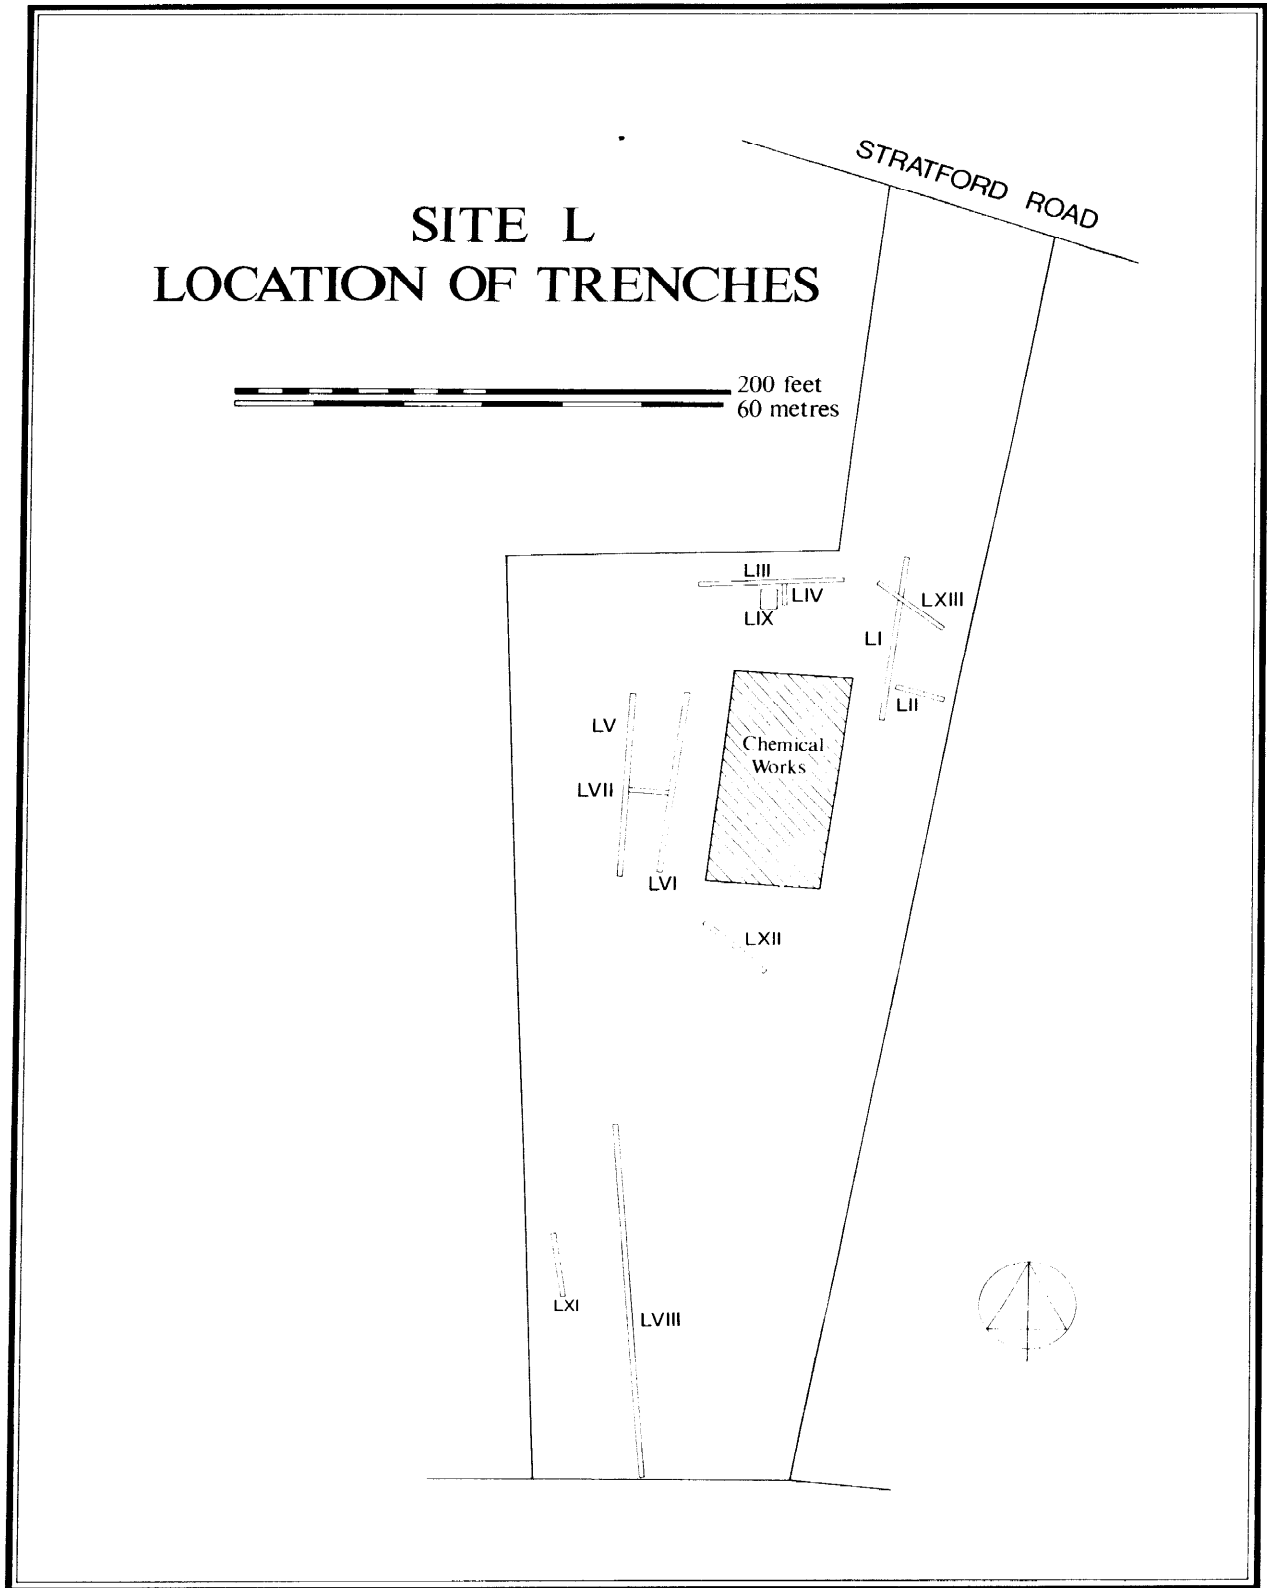 STRATFORD ROAD
SITE L
LOCATION OF TRENCHES
200 feet
60 metres
LIII
LIV
LIX
LXIII
LI
LII
LV
Chemical
Works
LVII
LVI
LXII
LXI
LVIII